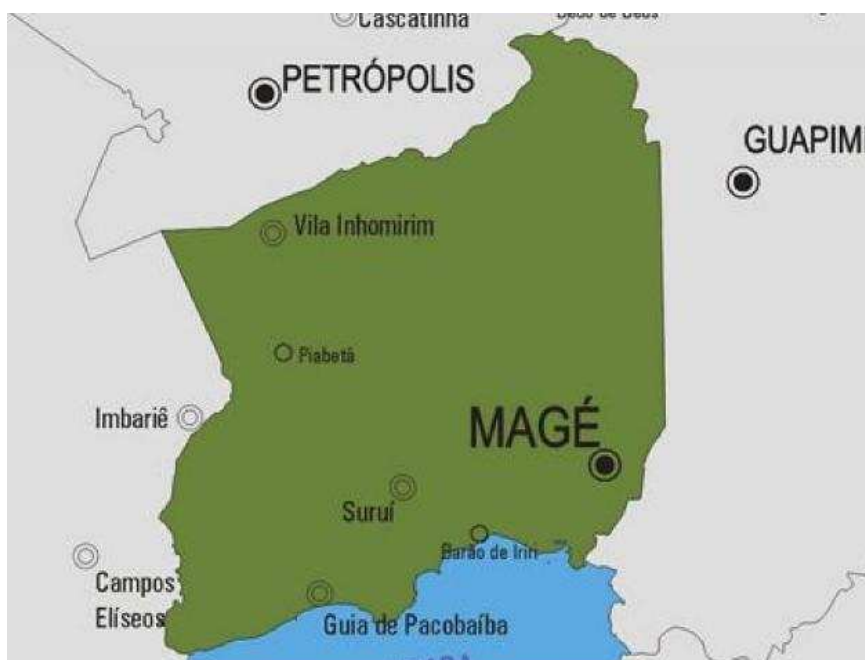 Cascatinha
PETRÓPOLIS
GUAPIM
Vila Inhomirim
Piabetá
Imbariê
MAGÉ
Suruí
Barão de Iriri
Campos
Elíseos
Guia de Pacobaíba